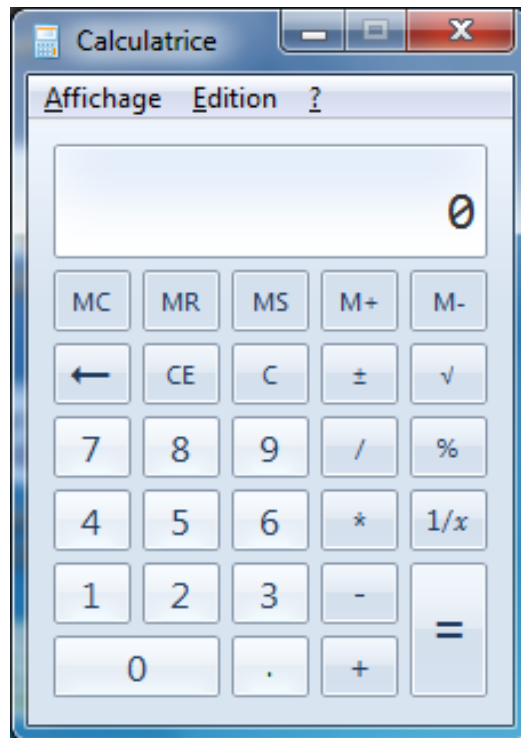 Calculatrice
Affichage Edition ?
0
MC MR MS M+ M-
← CE C ± √
7 8 9 / %
4 5 6 * 1/x
1 2 3 - =
0 . +